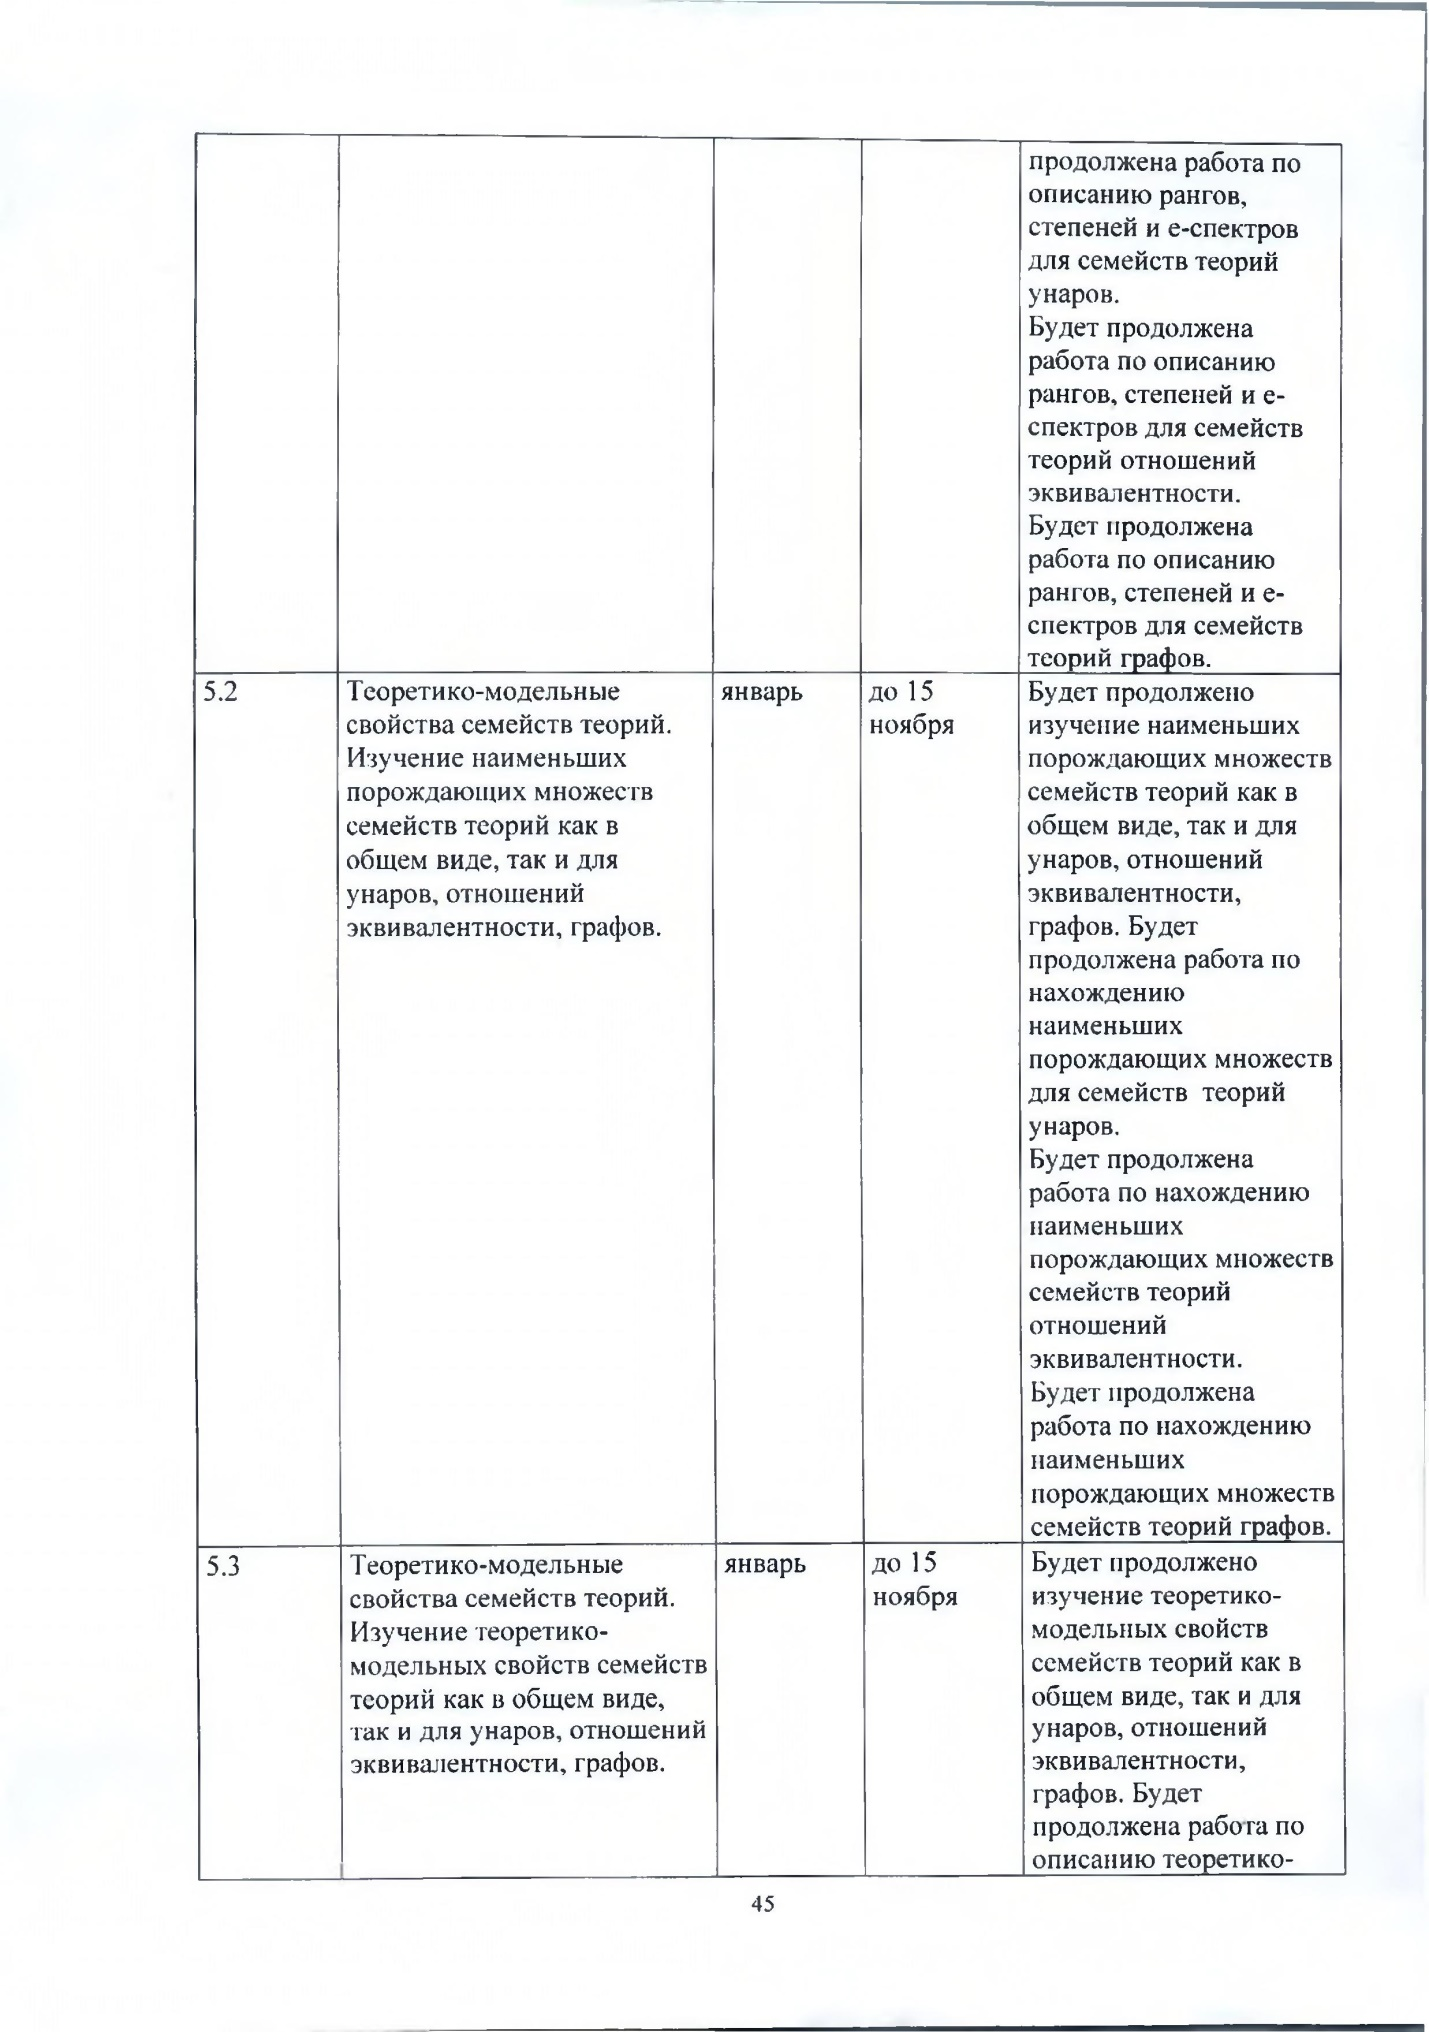 продолжена работа по
описанию рангов,
степеней и е-спектров
для семейств теорий
унаров.
Будет продолжена
работа по описанию
рангов, степеней и е-
спектров для семейств
теорий отношений
эквивалентности.
Будет продолжена
работа по описанию
рангов, степеней и е-
спектров для семейств
теорий графов.
5.2
Теоретико-модельные
свойства семейств теорий.
Изучение наименьших
порождающих множеств
семейств теорий как в
общем виде, так и для
унаров, отношений
эквивалентности, графов.
январь
до 15
ноября
Будет продолжено
изучение наименьших
порождающих множеств
семейств теорий как в
общем виде, так и для
унаров, отношений
эквивалентности,
графов. Будет
продолжена работа по
нахождению
наименьших
порождающих множеств
для семейств теорий
унаров.
Будет продолжена
работа по нахождению
наименьших
порождающих множеств
семейств теорий
отношений
эквивалентности.
Будет продолжена
работа по нахождению
наименьших
порождающих множеств
семейств теорий графов.
5.3
Теоретико-модельные
свойства семейств теорий.
Изучение теоретико-
модельных свойств семейств
теорий как в общем виде,
так и для унаров, отношений
эквивалентности, графов.
январь
до 15
ноября
Будет продолжено
изучение теоретико-
модельных свойств
семейств теорий как в
общем виде, так и для
унаров, отношений
эквивалентности,
графов. Будет
продолжена работа по
описанию теоретико-
45